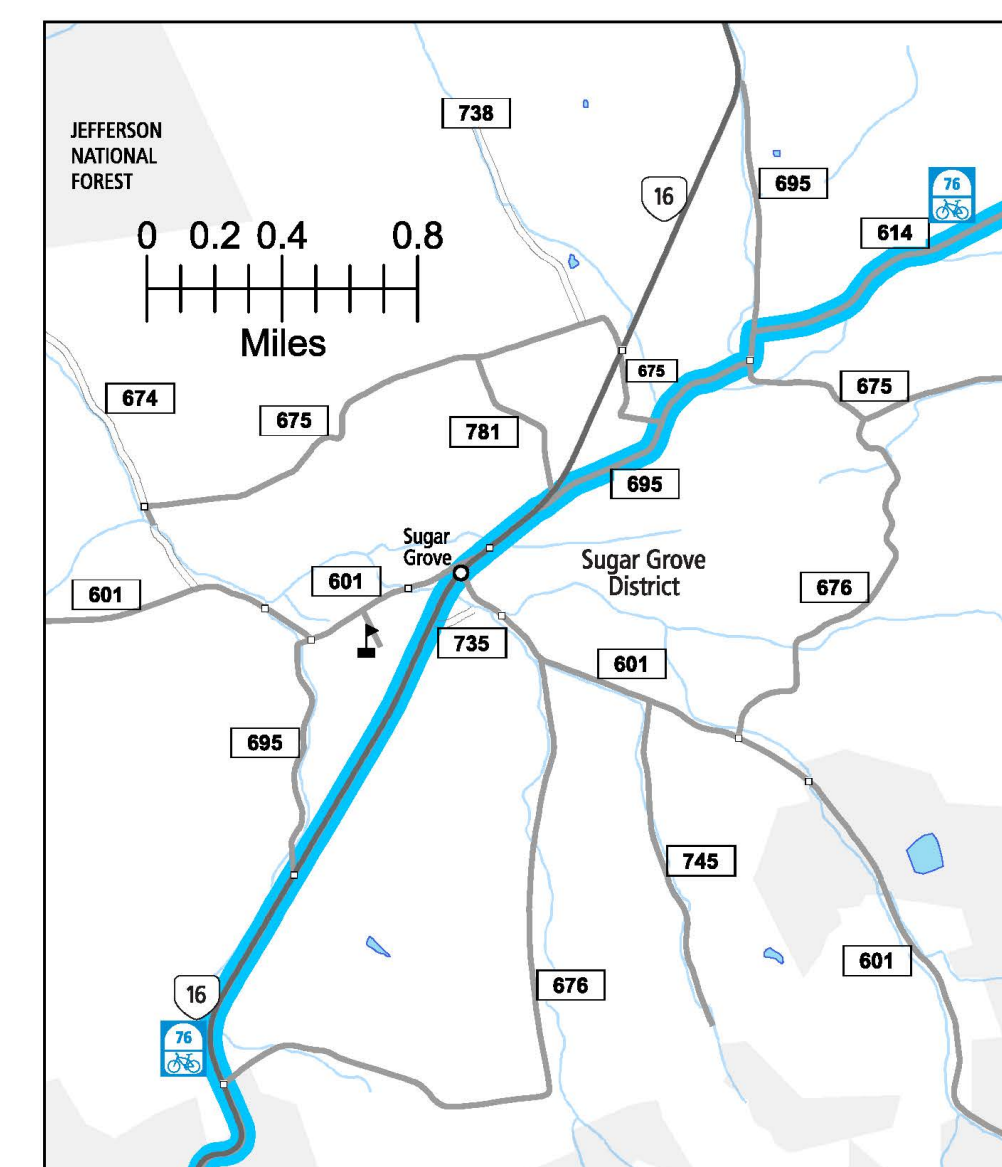 738
JEFFERSON
NATIONAL
FOREST
16
695
76
614
0 0.2 0.4 0.8
Miles
674
675
675
675
781
695
Sugar
Grove
Sugar Grove
District
601
601
676
735
601
695
745
601
16
676
76